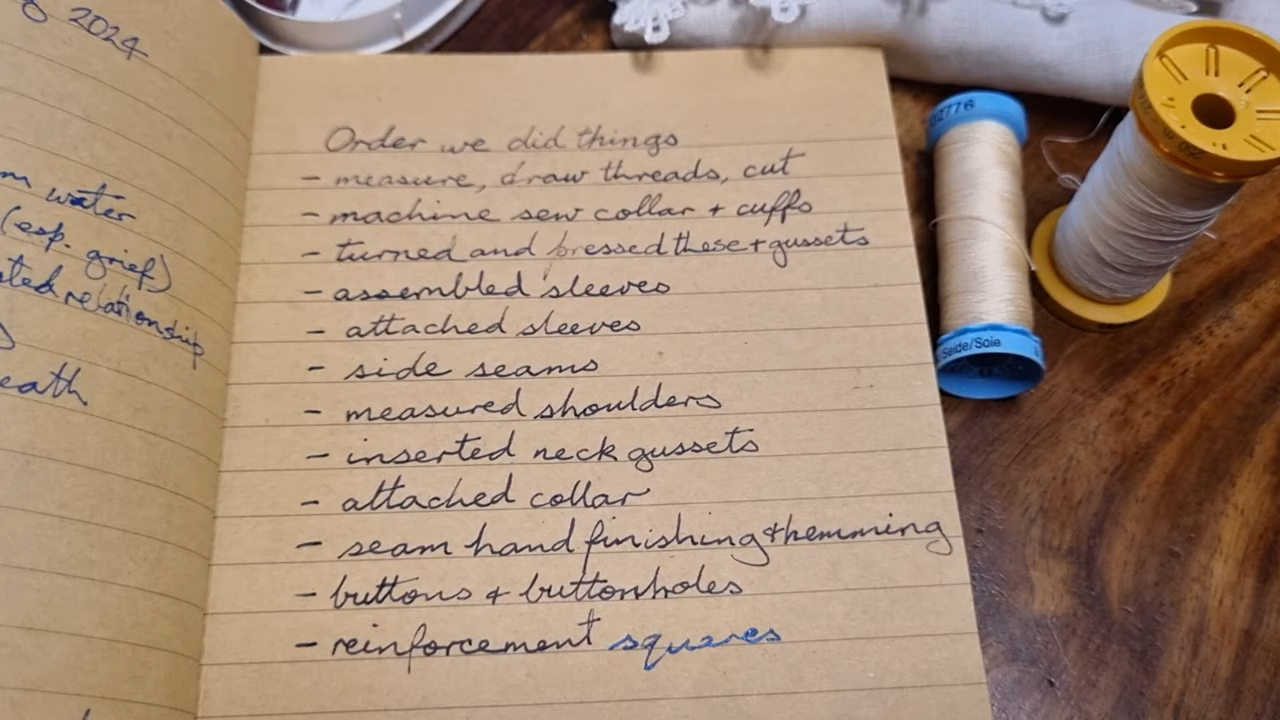 2024
water
(esp. grief)
relationship
Order we did things
- measure, draw threads, cut
- machine sew collar + cuffs
- turned and pressed these + gussets
- assembled sleeves
- attached sleeves
- side seams
- measured shoulders
- inserted neck gussets
- attached collar
- seam hand finishing & hemming
- buttons + buttonholes
- reinforcement squares
2776
Seide/Soie